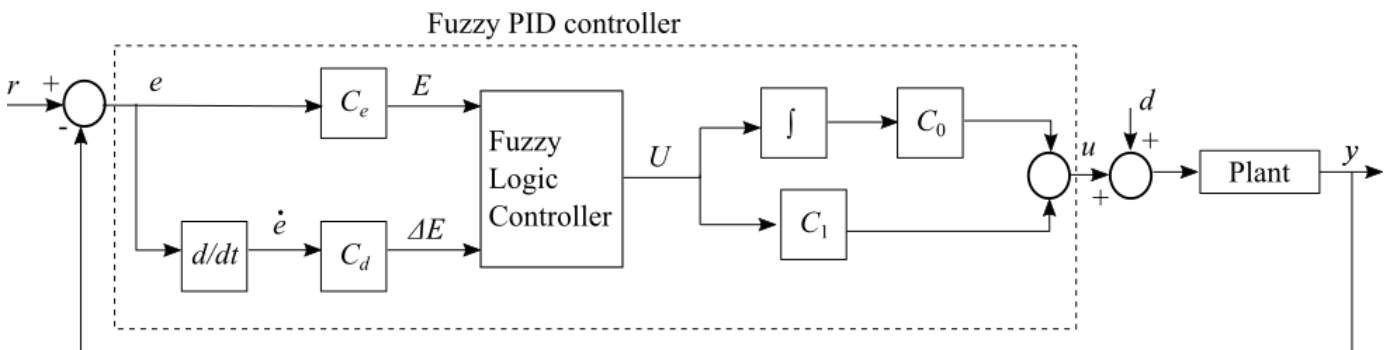 Fuzzy PID controller
r
+
-
e
C_e
E
d/dt
ė
C_d
ΔE
Fuzzy
Logic
Controller
U
∫
C_0
C_1
u
+
d
+
Plant
y